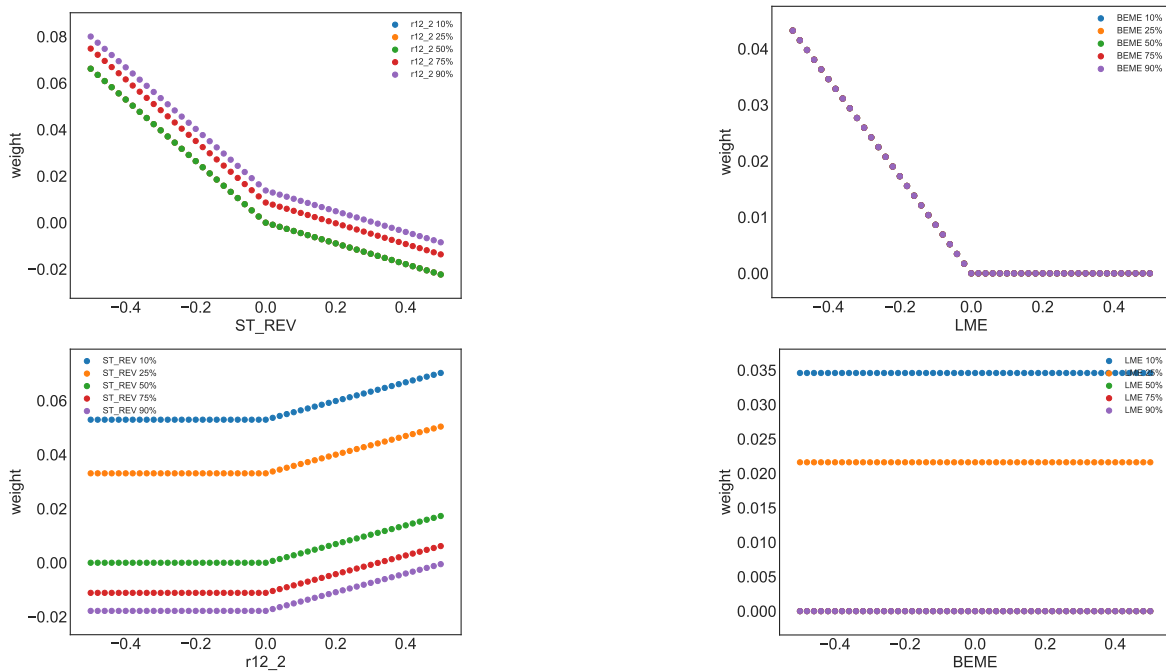 0.08
0.06
0.04
0.02
0.00
−0.02
weight
−0.4 −0.2 0.0 0.2 0.4
ST_REV
r12_2 10%
r12_2 25%
r12_2 50%
r12_2 75%
r12_2 90%
0.04
0.03
0.02
0.01
0.00
weight
−0.4 −0.2 0.0 0.2 0.4
LME
BEME 10%
BEME 25%
BEME 50%
BEME 75%
BEME 90%
0.06
0.04
0.02
0.00
−0.02
weight
−0.4 −0.2 0.0 0.2 0.4
r12_2
ST_REV 10%
ST_REV 25%
ST_REV 50%
ST_REV 75%
ST_REV 90%
0.035
0.030
0.025
0.020
0.015
0.010
0.005
0.000
weight
−0.4 −0.2 0.0 0.2 0.4
BEME
LME 10%
LME 25%
LME 50%
LME 75%
LME 90%